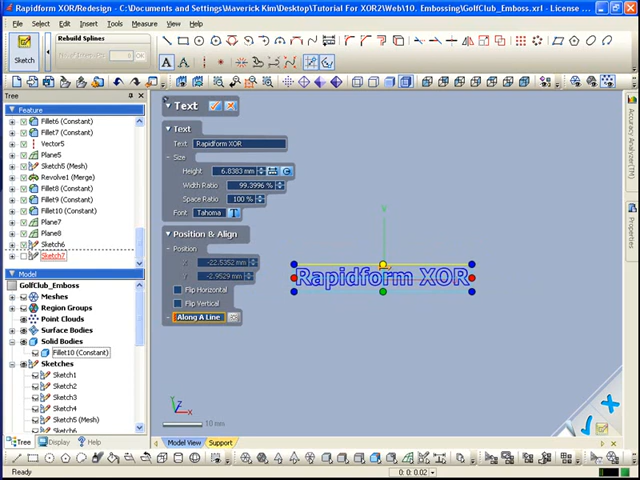 Rapidform XOR/Redesign - C:\Documents and Settings\Maverick Kim\Desktop\Tutorial For XOR2\Web\10. Embossing\GolfClub_Emboss.xrl - License
File Edit View Insert Tools Measure Menu Help
Rebuild Splines
Sketch
Tree
Feature
Fillet6 (Constant)
Fillet7 (Constant)
Vector5
Plane5
Sketch5 (Mesh)
Revolve1 (Merge)
Fillet8 (Constant)
Fillet9 (Constant)
Fillet10 (Constant)
Plane7
Plane8
Sketch6
Sketch7
Model
GolfClub_Emboss
Meshes
Region Groups
Point Clouds
Surface Bodies
Solid Bodies
Fillet10 (Constant)
Sketches
Sketch1
Sketch2
Sketch3
Sketch4
Sketch5 (Mesh)
Sketch6
Tree Display Help
Text
Text
Text Rapidform XOR
Size
Height 6.8383 mm
Width Ratio 99.3996 %
Space Ratio 100 %
Font Tahoma
Position & Align
Position
X -22.5352 mm
-2.9529 mm
Flip Horizontal
Flip Vertical
Along A Line
Rapidform XOR
10 mm
Model View Support
Accuracy Analyzer(TM)
Properties
Ready
0: 0: 0.02